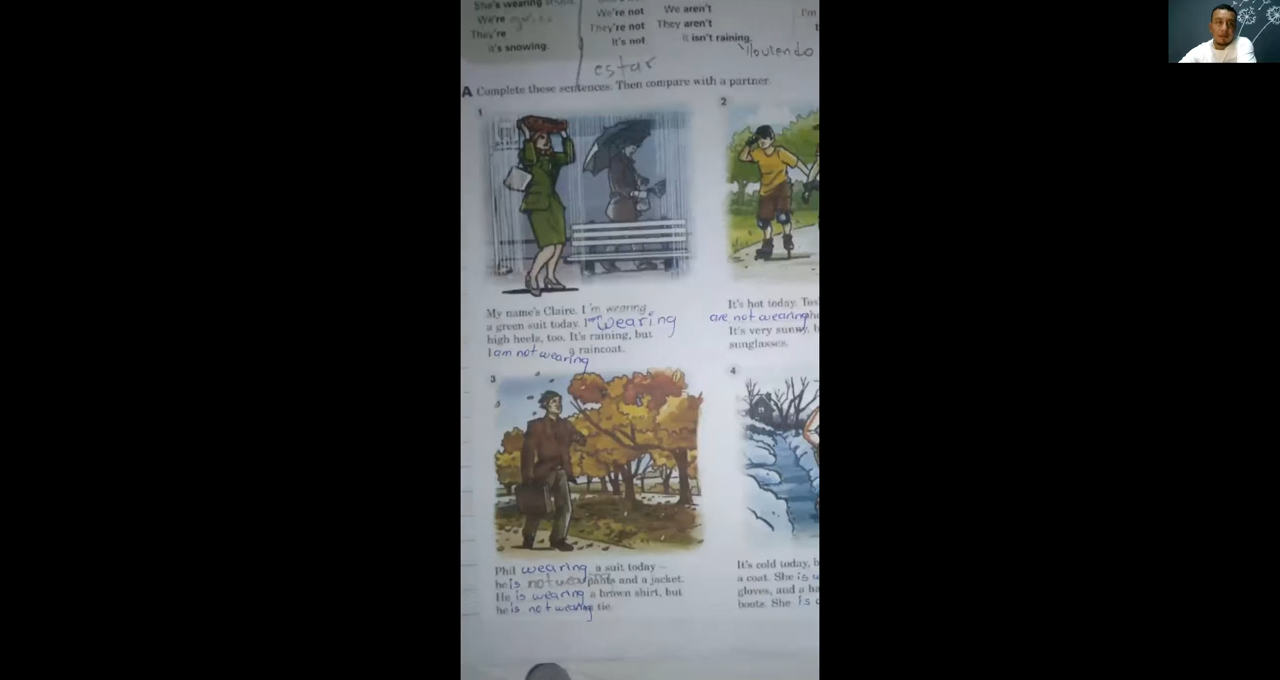 She's wearing
We're
They're
it's snowing.
We're not
They're not
It's not
We aren't
They aren't
it isn't raining.
I'm
lloviendo
estar
A Complete these sentences. Then compare with a partner.
1
2
My name's Claire. I 'm wearing
a green suit today. I'm wearing
high heels, too. It's raining, but
I am not wearing a raincoat.
It's hot today.
are not wearing
It's very sunny,
sunglasses.
3
4
Phil wearing a suit today –
he is not wearing pants and a jacket.
He is wearing a brown shirt, but
he is not wearing tie.
It's cold today,
a coat. She is
gloves, and a
boots. She is